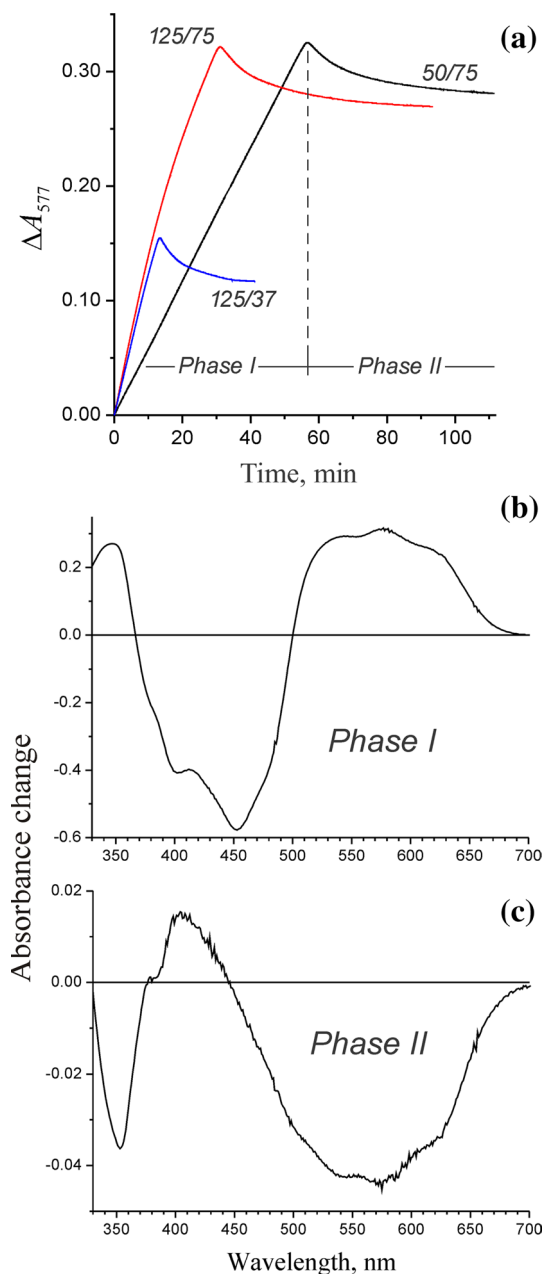 (a)
125/75
50/75
125/37
Phase I
Phase II
ΔA577
0.30
0.20
0.10
0.00
0 20 40 60 80 100
Time, min
(b)
0.2
0.0
-0.2
-0.4
-0.6
Phase I
350 400 450 500 550 600 650 700
Absorbance change
(c)
0.02
0.00
-0.02
-0.04
Phase II
350 400 450 500 550 600 650 700
Wavelength, nm